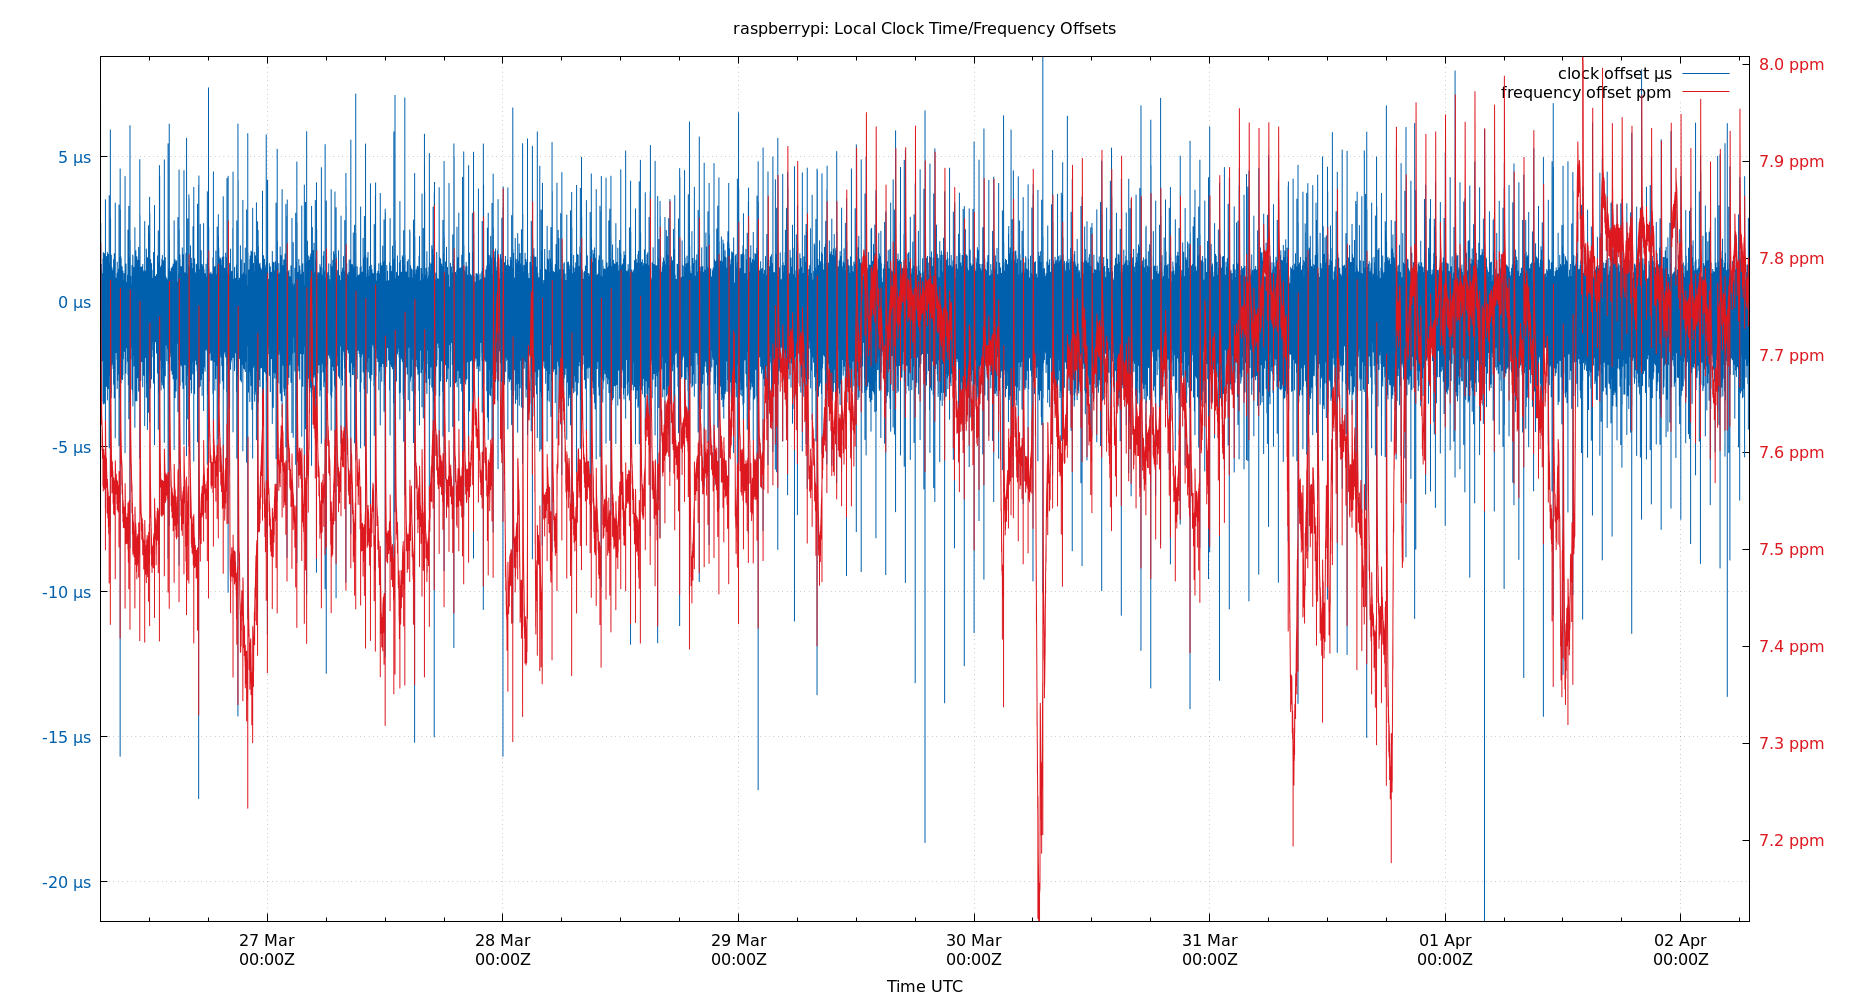 raspberrypi: Local Clock Time/Frequency Offsets
clock offset µs
frequency offset ppm
5 µs
0 µs
-5 µs
-10 µs
-15 µs
-20 µs
8.0 ppm
7.9 ppm
7.8 ppm
7.7 ppm
7.6 ppm
7.5 ppm
7.4 ppm
7.3 ppm
7.2 ppm
27 Mar
00:00Z
28 Mar
00:00Z
29 Mar
00:00Z
30 Mar
00:00Z
31 Mar
00:00Z
01 Apr
00:00Z
02 Apr
00:00Z
Time UTC